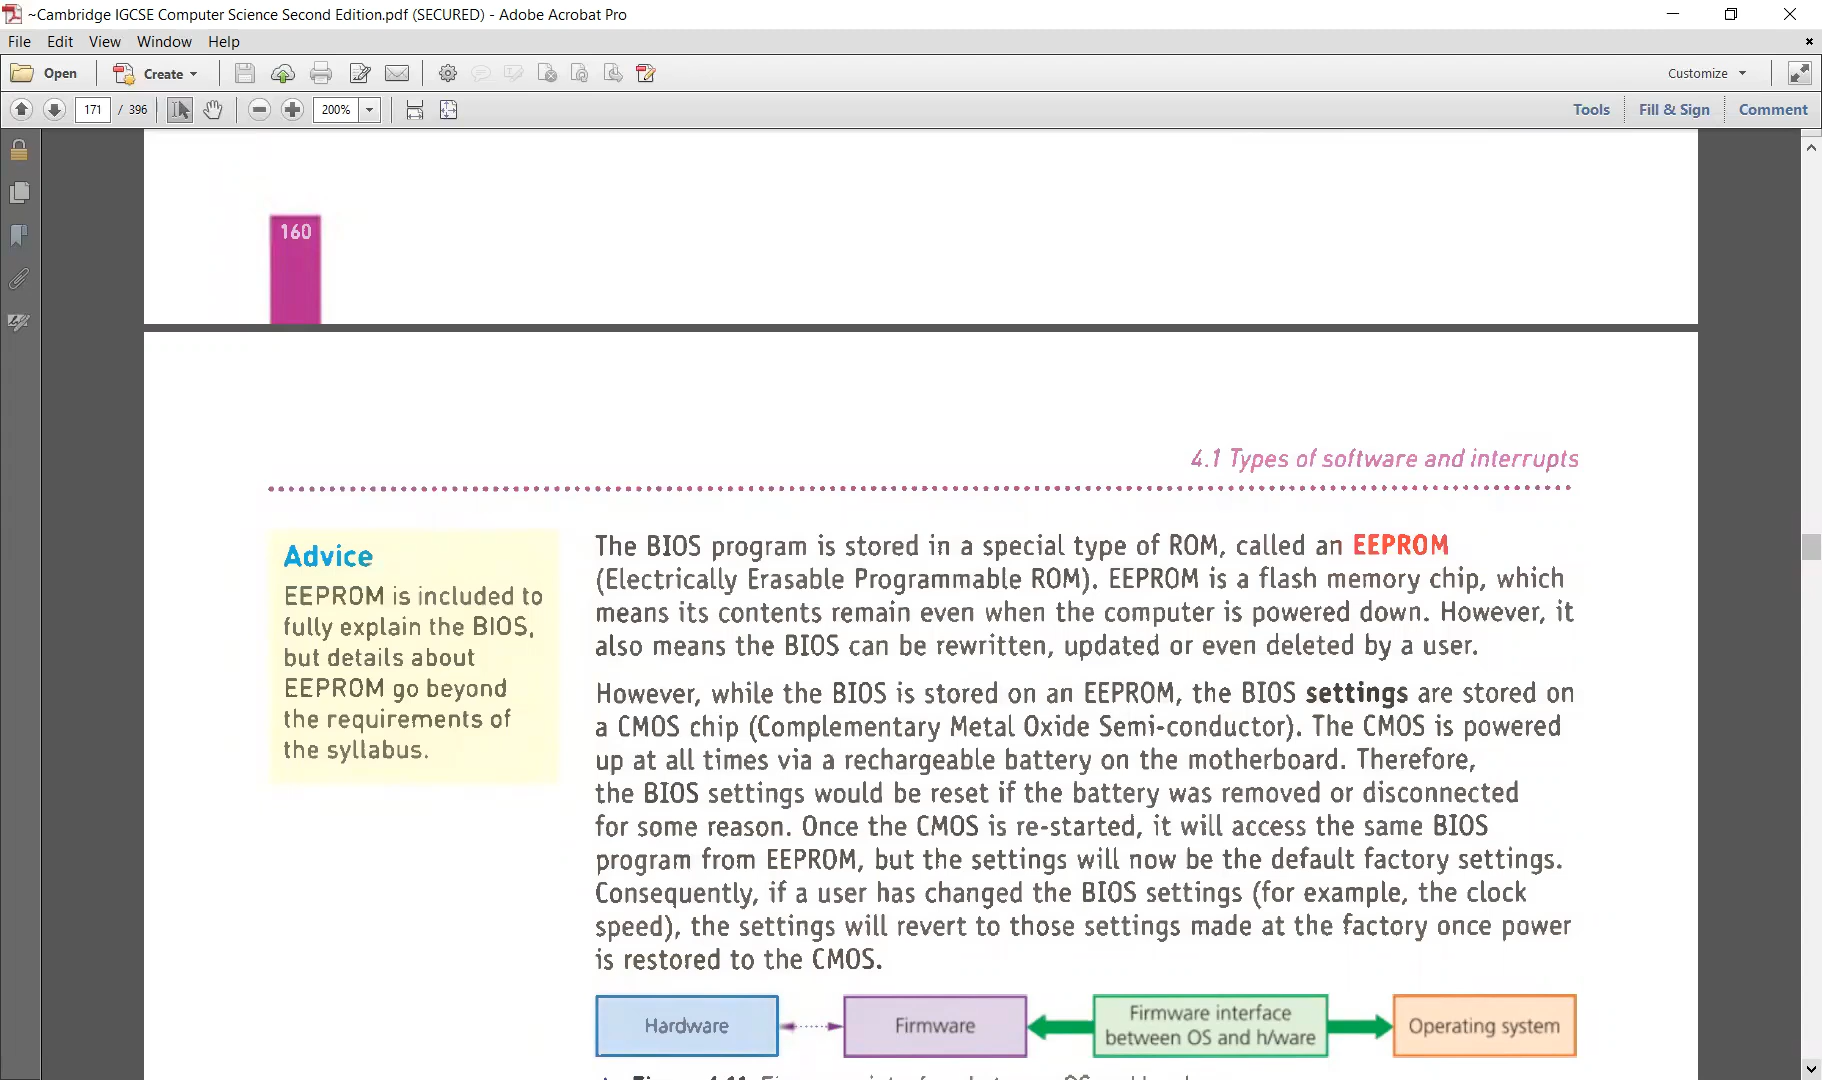 ~Cambridge IGCSE Computer Science Second Edition.pdf (SECURED) - Adobe Acrobat Pro
File Edit View Window Help
Open Create Customize
171 / 396 200% Tools Fill & Sign Comment
160
4.1 Types of software and interrupts
Advice
EEPROM is included to
fully explain the BIOS,
but details about
EEPROM go beyond
the requirements of
the syllabus.
The BIOS program is stored in a special type of ROM, called an EEPROM
(Electrically Erasable Programmable ROM). EEPROM is a flash memory chip, which
means its contents remain even when the computer is powered down. However, it
also means the BIOS can be rewritten, updated or even deleted by a user.
However, while the BIOS is stored on an EEPROM, the BIOS settings are stored on
a CMOS chip (Complementary Metal Oxide Semi-conductor). The CMOS is powered
up at all times via a rechargeable battery on the motherboard. Therefore,
the BIOS settings would be reset if the battery was removed or disconnected
for some reason. Once the CMOS is re-started, it will access the same BIOS
program from EEPROM, but the settings will now be the default factory settings.
Consequently, if a user has changed the BIOS settings (for example, the clock
speed), the settings will revert to those settings made at the factory once power
is restored to the CMOS.
Hardware
Firmware
Firmware interface
between OS and h/ware
Operating system